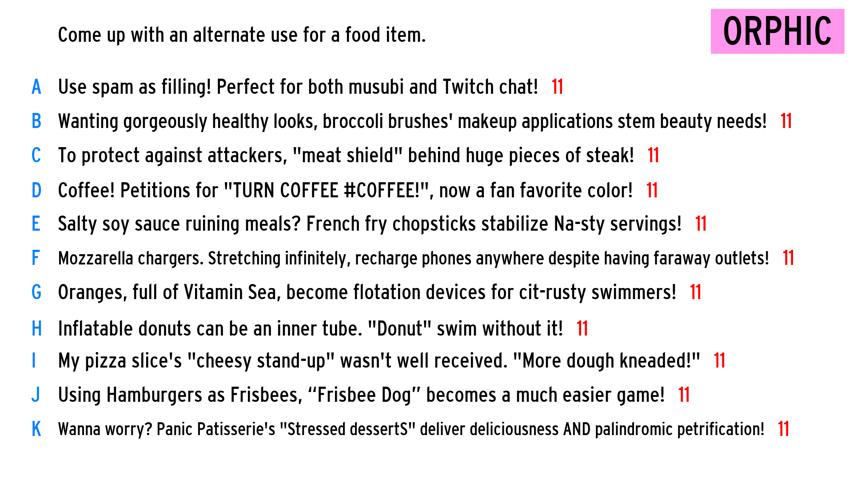 Come up with an alternate use for a food item.
ORPHIC
A Use spam as filling! Perfect for both musubi and Twitch chat! 11
B Wanting gorgeously healthy looks, broccoli brushes' makeup applications stem beauty needs! 11
C To protect against attackers, "meat shield" behind huge pieces of steak! 11
D Coffee! Petitions for "TURN COFFEE #COFFEE!", now a fan favorite color! 11
E Salty soy sauce ruining meals? French fry chopsticks stabilize Na-sty servings! 11
F Mozzarella chargers. Stretching infinitely, recharge phones anywhere despite having faraway outlets! 11
G Oranges, full of Vitamin Sea, become flotation devices for cit-rusty swimmers! 11
H Inflatable donuts can be an inner tube. "Donut" swim without it! 11
I My pizza slice's "cheesy stand-up" wasn't well received. "More dough kneaded!" 11
J Using Hamburgers as Frisbees, “Frisbee Dog” becomes a much easier game! 11
K Wanna worry? Panic Patisserie's "Stressed dessertS" deliver deliciousness AND palindromic petrification! 11